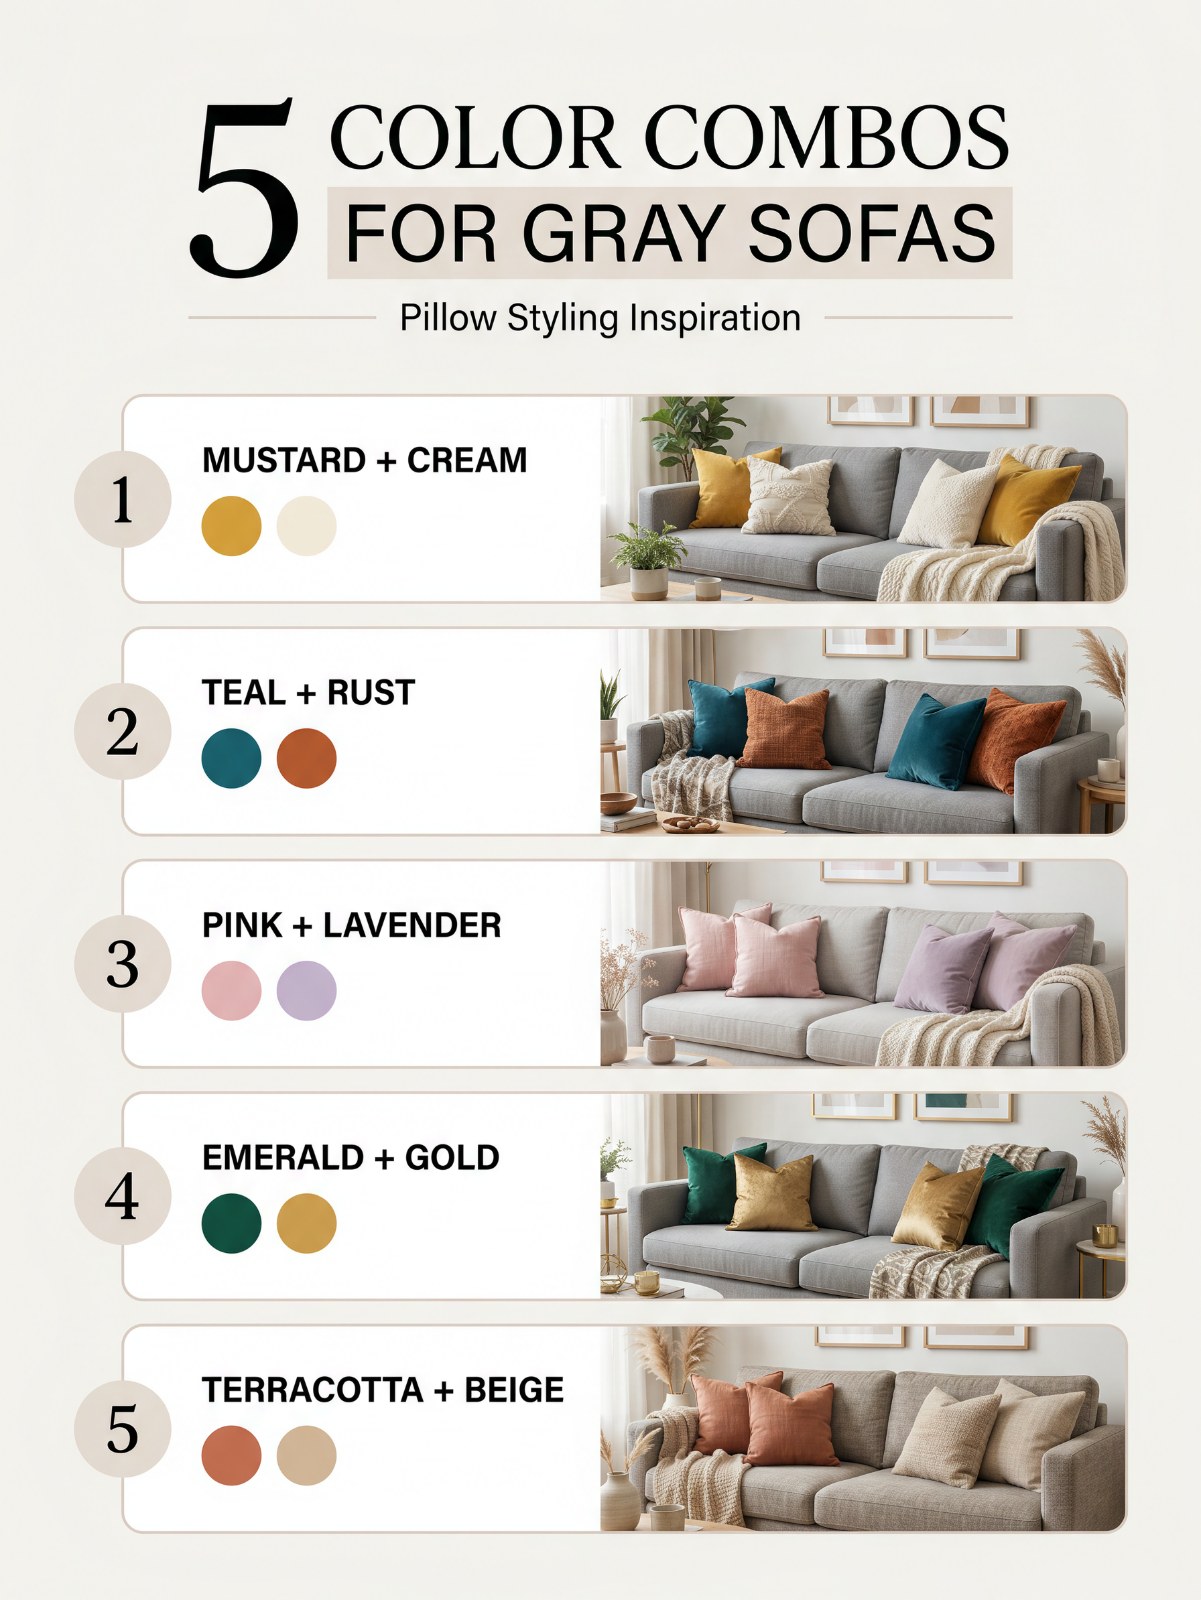 5
COLOR COMBOS
FOR GRAY SOFAS
Pillow Styling Inspiration
1
MUSTARD + CREAM
2
TEAL + RUST
3
PINK + LAVENDER
4
EMERALD + GOLD
5
TERRACOTTA + BEIGE